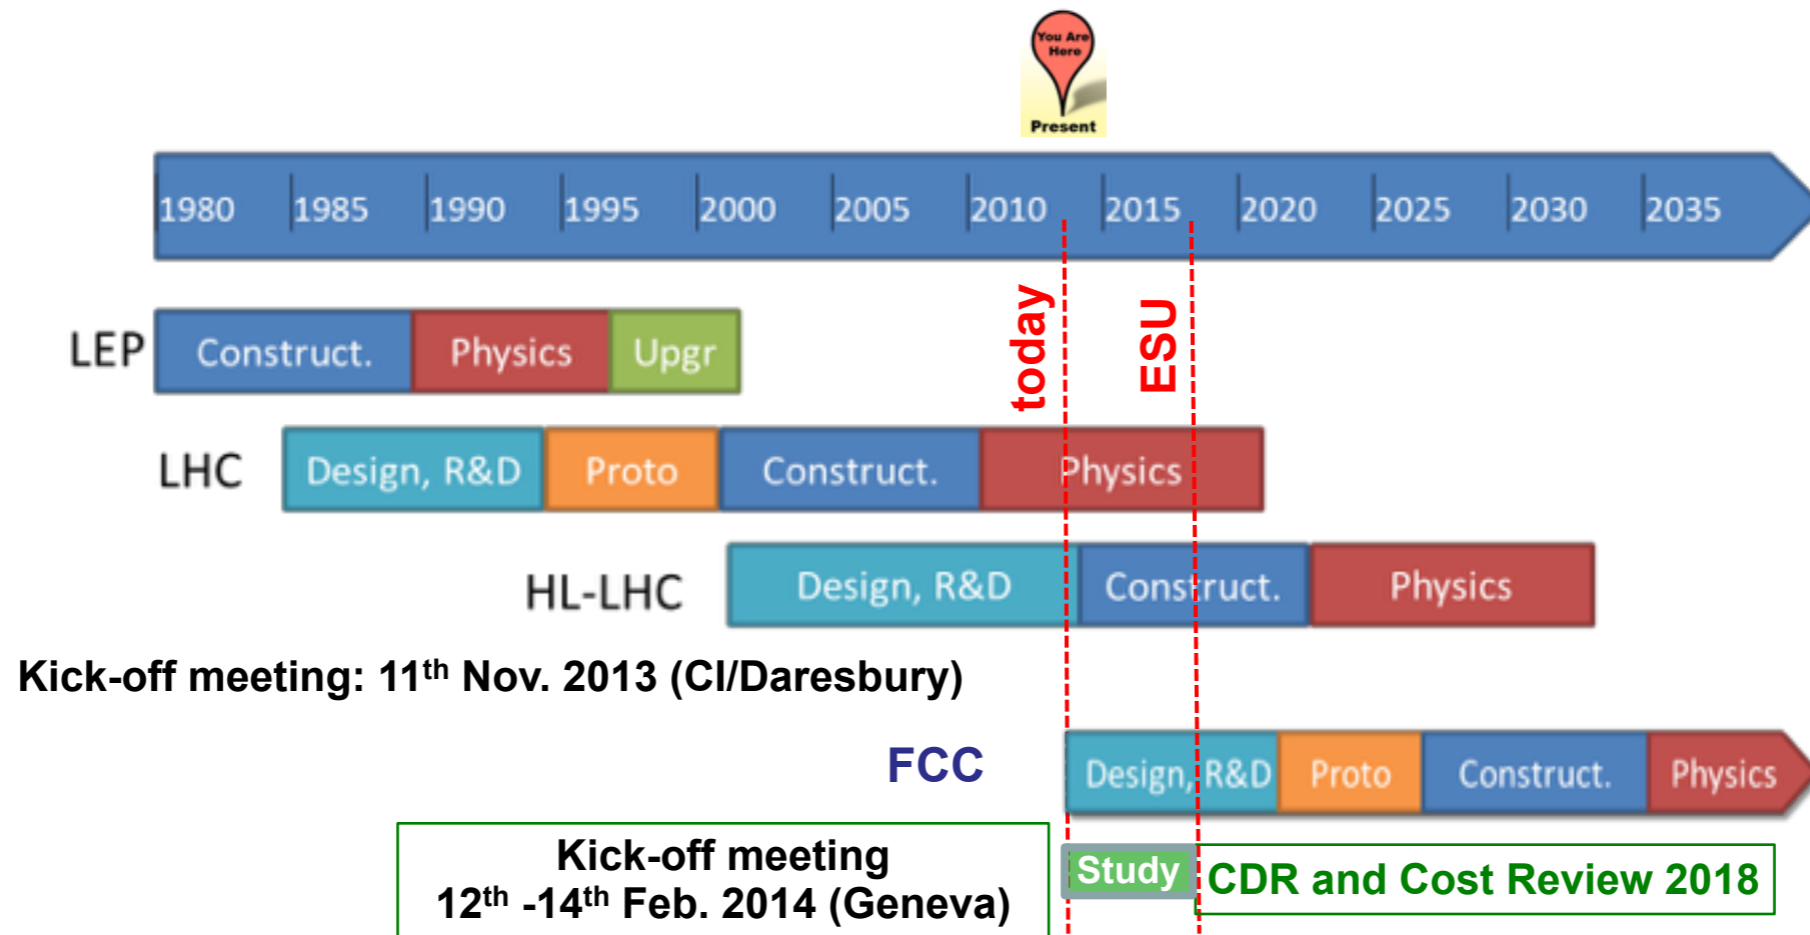 You Are
Here
Present
1980 1985 1990 1995 2000 2005 2010 2015 2020 2025 2030 2035
today
ESU
LEP Construct. Physics Upgr
LHC Design, R&D Proto Construct. Physics
HL-LHC Design, R&D Construct. Physics
Kick-off meeting: 11th Nov. 2013 (CI/Daresbury)
FCC Design, R&D Proto Construct. Physics
Kick-off meeting
12th -14th Feb. 2014 (Geneva)
Study CDR and Cost Review 2018